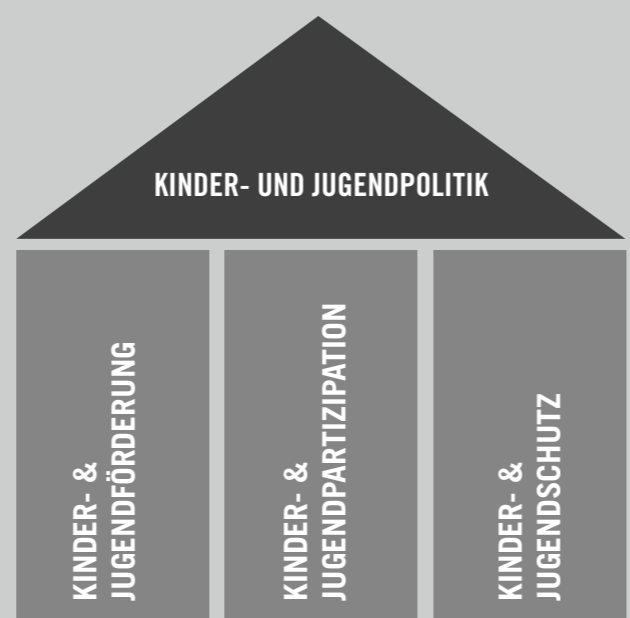 KINDER- UND JUGENDPOLITIK
KINDER- &
JUGENDFÖRDERUNG
KINDER- &
JUGENDPARTIZIPATION
KINDER- &
JUGENDSCHUTZ